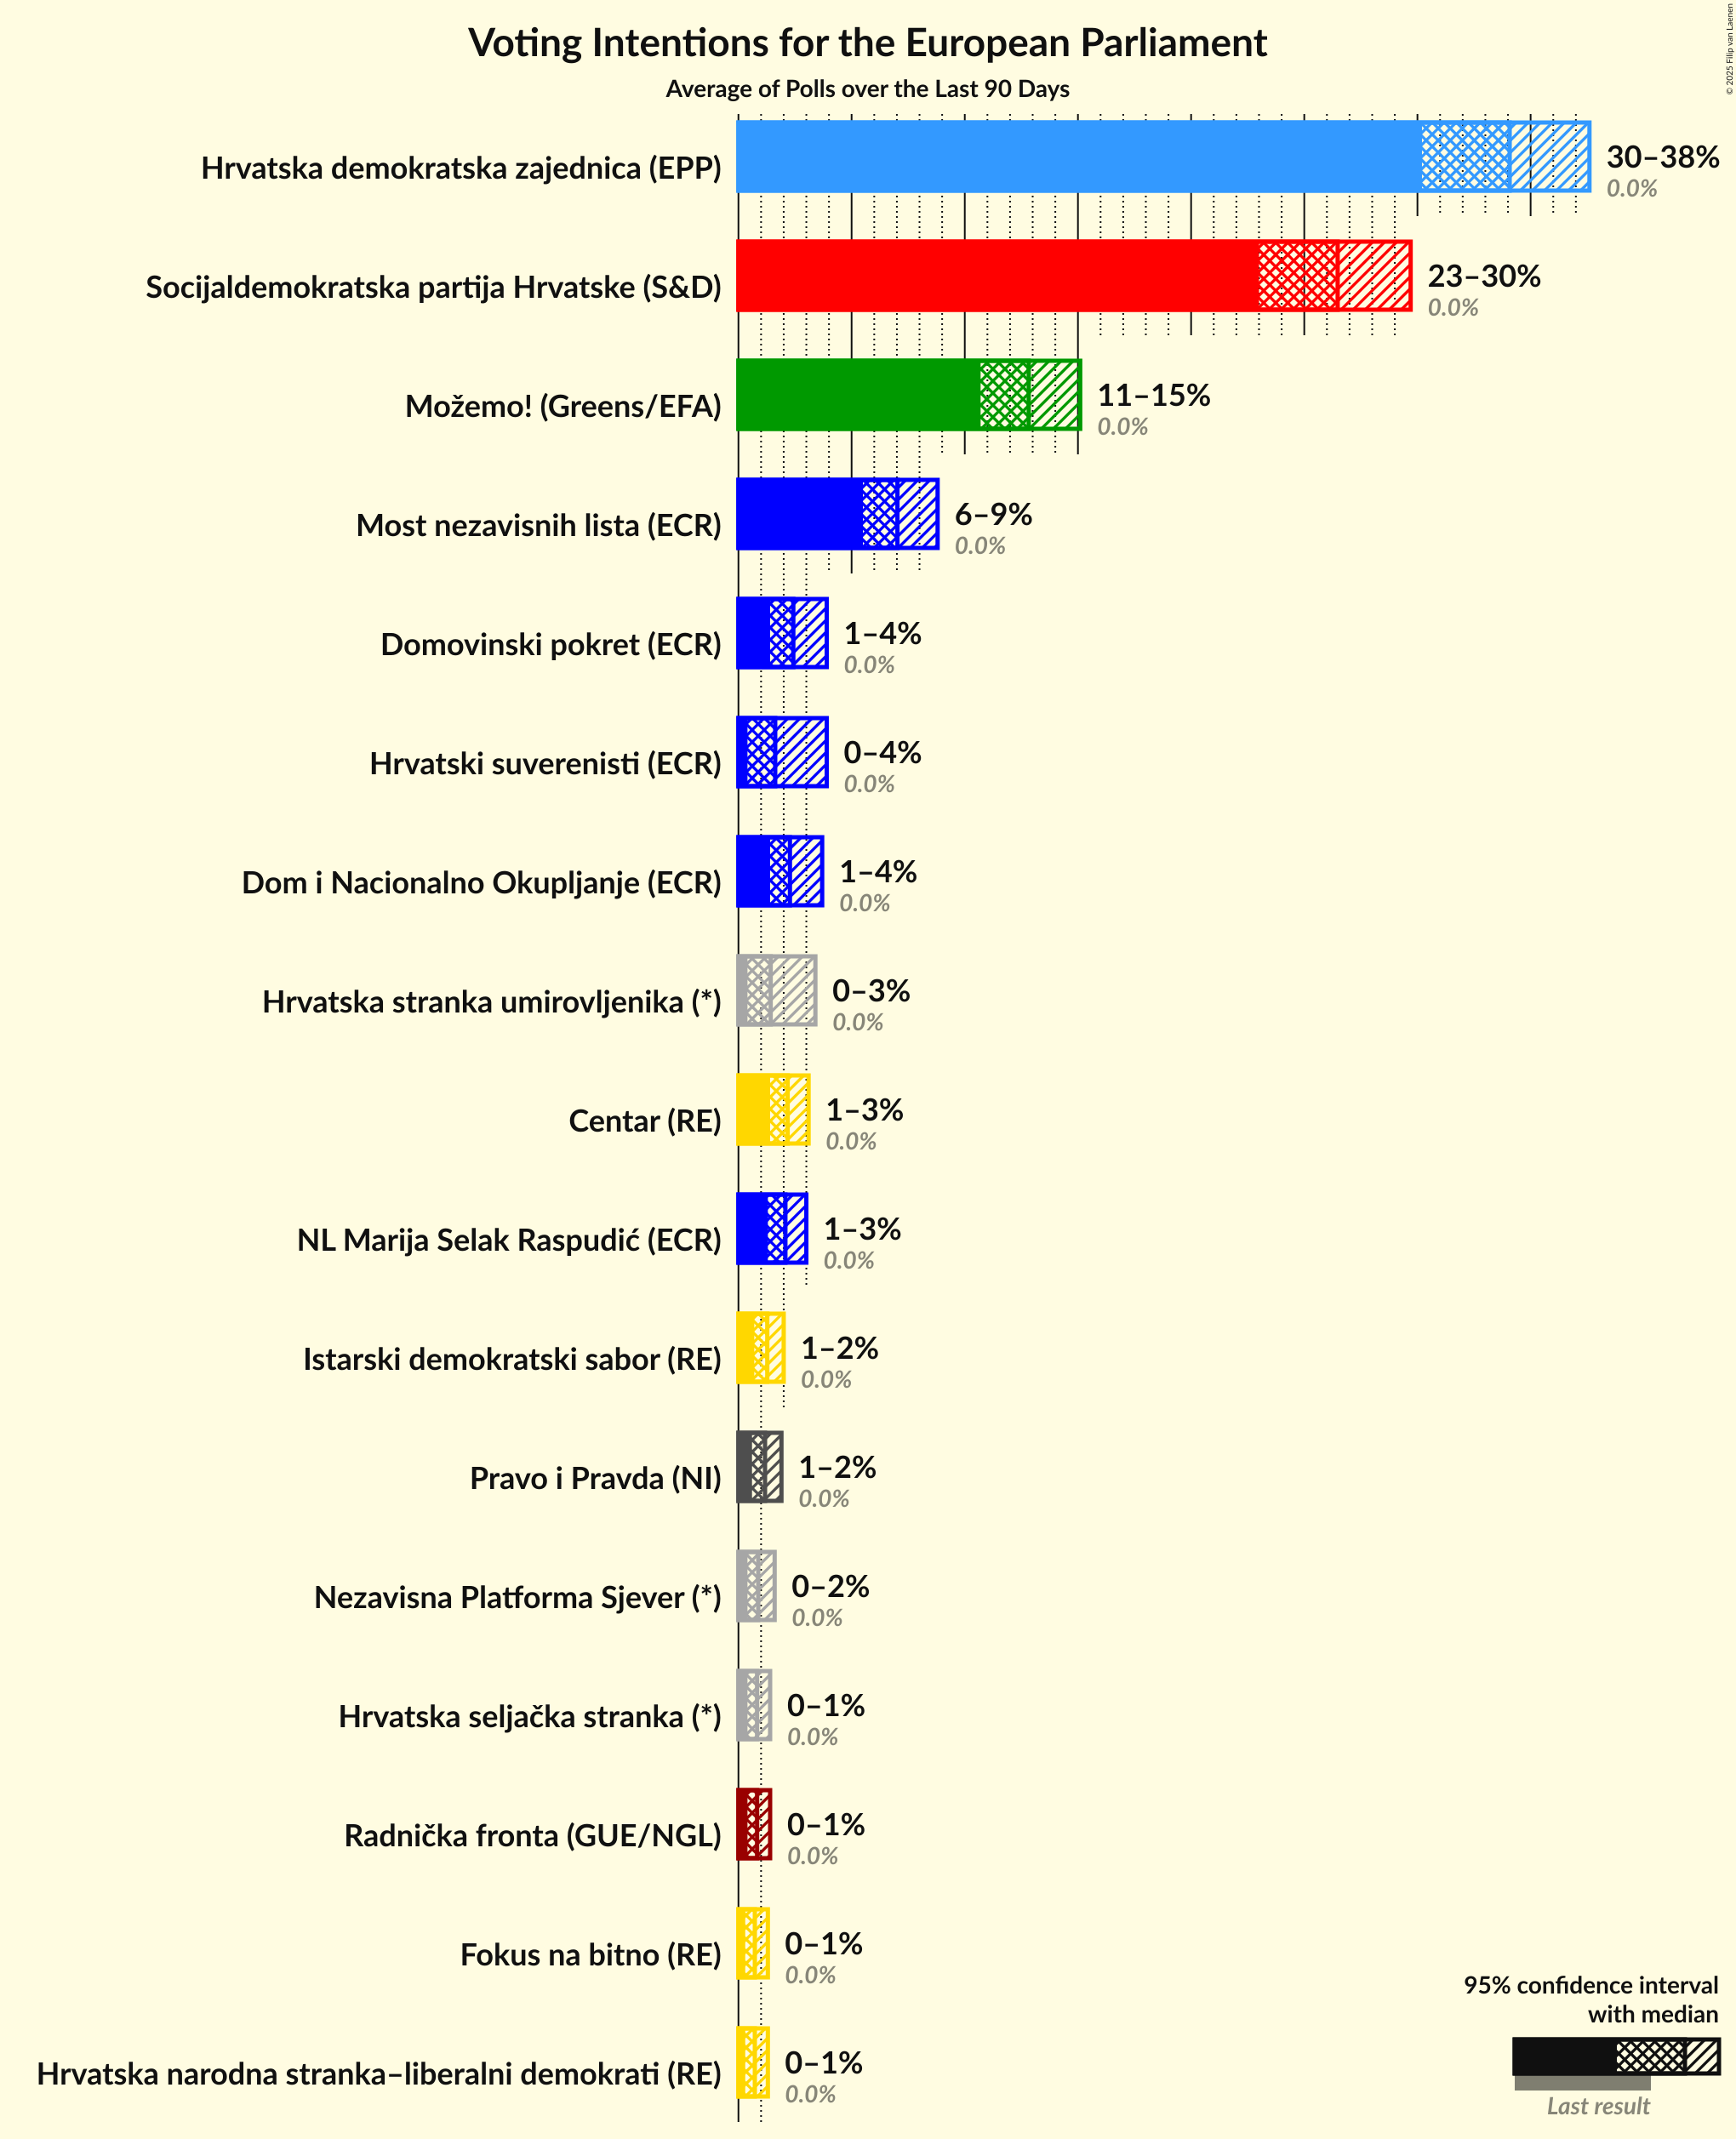 Voting Intentions for the European Parliament
Average of Polls over the Last 90 Days
© 2025 Filip van Laenen
Hrvatska demokratska zajednica (EPP)
30–38%
0.0%
Socijaldemokratska partija Hrvatske (S&D)
23–30%
0.0%
Možemo! (Greens/EFA)
11–15%
0.0%
Most nezavisnih lista (ECR)
6–9%
0.0%
Domovinski pokret (ECR)
1–4%
0.0%
Hrvatski suverenisti (ECR)
0–4%
0.0%
Dom i Nacionalno Okupljanje (ECR)
1–4%
0.0%
Hrvatska stranka umirovljenika (*)
0–3%
0.0%
Centar (RE)
1–3%
0.0%
NL Marija Selak Raspudić (ECR)
1–3%
0.0%
Istarski demokratski sabor (RE)
1–2%
0.0%
Pravo i Pravda (NI)
1–2%
0.0%
Nezavisna Platforma Sjever (*)
0–2%
0.0%
Hrvatska seljačka stranka (*)
0–1%
0.0%
Radnička fronta (GUE/NGL)
0–1%
0.0%
Fokus na bitno (RE)
0–1%
0.0%
Hrvatska narodna stranka–liberalni demokrati (RE)
0–1%
0.0%
95% confidence interval
with median
Last result